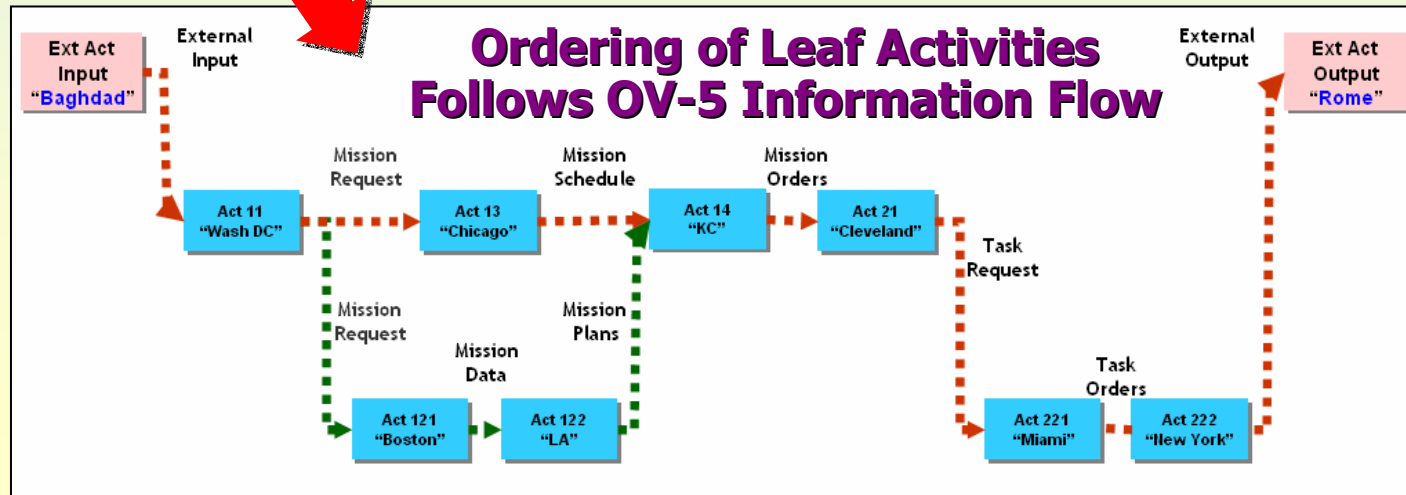 Ordering of Leaf Activities
Follows OV-5 Information Flow
Ext Act
Input
“Baghdad”
External
Input
Act 11
“Wash DC”
Mission
Request
Act 13
“Chicago”
Mission
Schedule
Act 14
“KC”
Mission
Orders
Act 21
“Cleveland”
Mission
Request
Act 121
“Boston”
Mission
Data
Act 122
“LA”
Mission
Plans
Task
Request
Act 221
“Miami”
Task
Orders
Act 222
“New York”
External
Output
Ext Act
Output
“Rome”